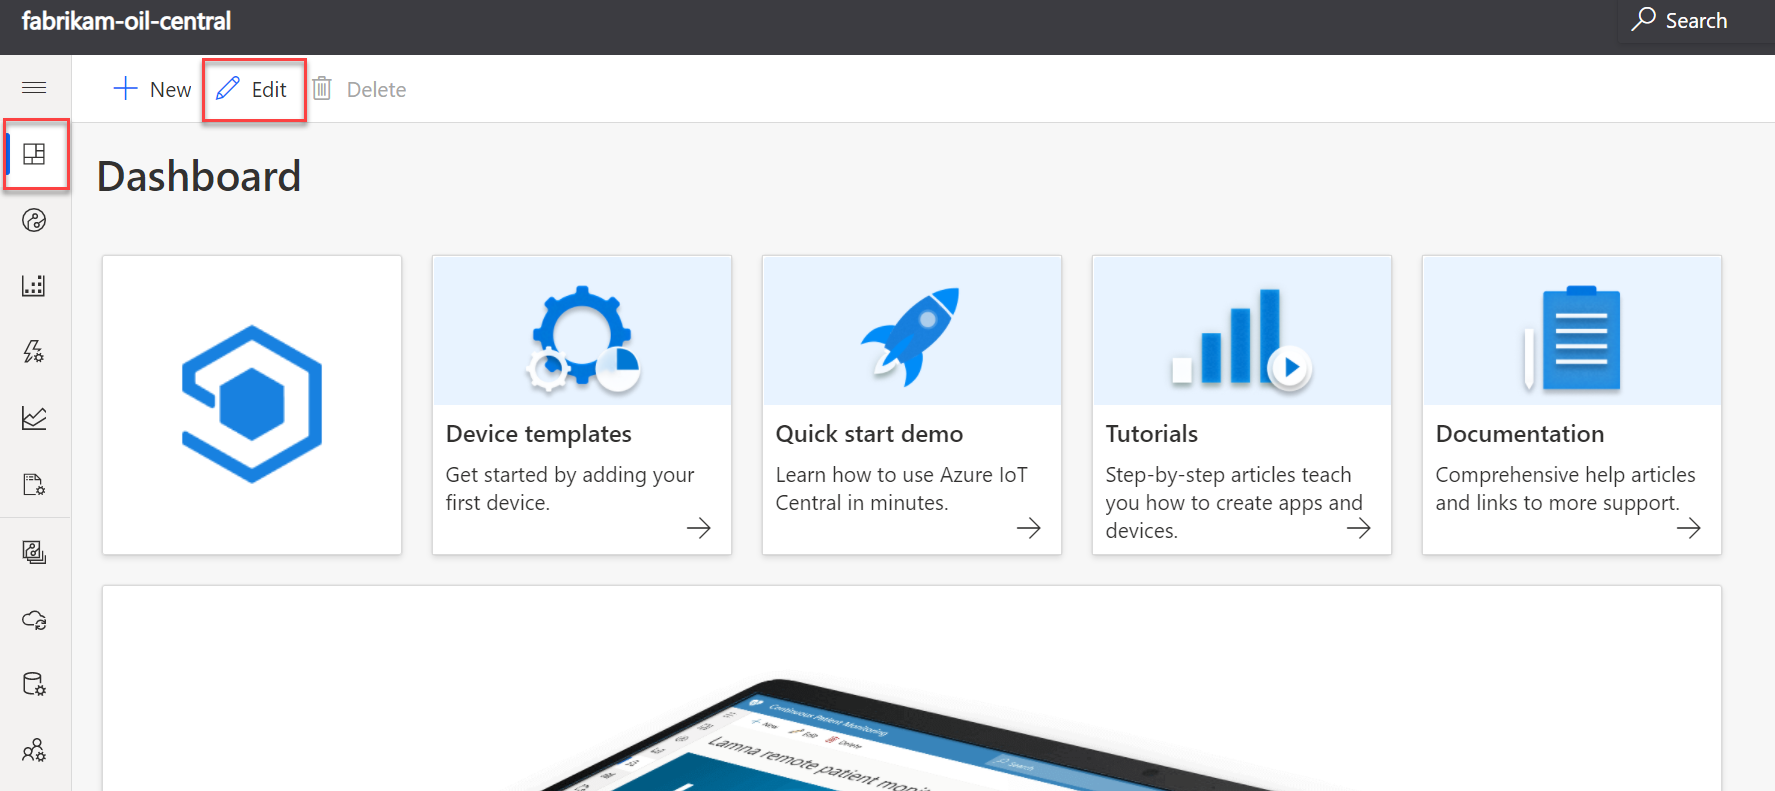 fabrikam-oil-central
Search
New
Edit
Delete
Dashboard
Device templates
Get started by adding your
first device.
Quick start demo
Learn how to use Azure IoT
Central in minutes.
Tutorials
Step-by-step articles teach
you how to create apps and
devices.
Documentation
Comprehensive help articles
and links to more support.
Continuous Patient Monitoring
New
Edit
Delete
Search
Lamna remote patient